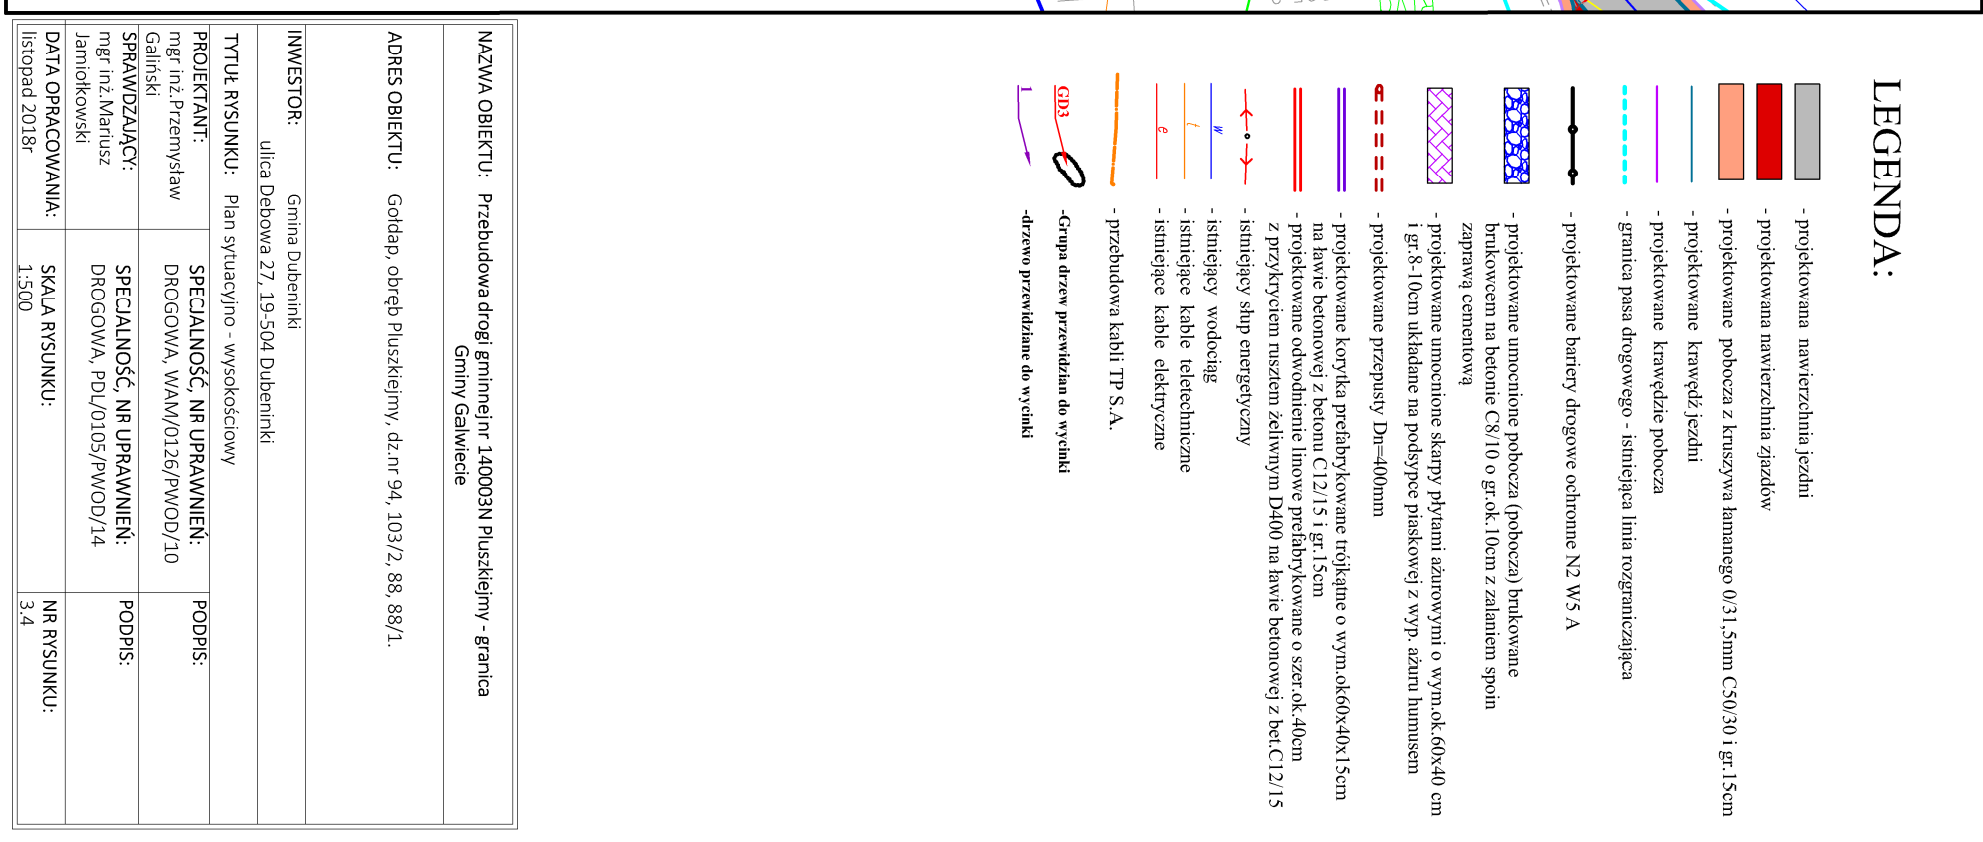 LEGENDA:
- projektowana nawierzchnia jezdni
- projektowana nawierzchnia zjazdów
- projektowane pobocza z kruszywa łamanego 0/31,5mm C50/30 i gr.15cm
- projektowane krawędź jezdni
- projektowane krawędzie pobocza
- granica pasa drogowego - istniejąca linia rozgraniczająca
- projektowane bariery drogowe ochronne N2 W5 A
- projektowane umocnione pobocza (pobocza) brukowane
brukowcem na betonie C8/10 o gr.ok.10cm z zalaniem spoin
zaprawą cementową
- projektowane umocnione skarpy płytami ażurowymi o wym.ok.60x40 cm
i gr.8-10cm układane na podsypce piaskowej z wyp. ażuru humusem
- projektowane przepusty Dn=400mm
- projektowane korytka prefabrykowane trójkątne o wym.ok60x40x15cm
na ławie betonowej z betonu C12/15 i gr.15cm
- projektowane odwodnienie linowe prefabrykowane o szer.ok.40cm
z przykryciem rusztem żeliwnym D400 na ławie betonowej z bet.C12/15
- istniejący słup energetyczny
w - istniejący wodociąg
t - istniejące kable teletechniczne
e - istniejące kable elektryczne
- przebudowa kabli TP S.A.
GD3 -Grupa drzew przewidzian do wycinki
1 -drzewo przewidziane do wycinki
NAZWA OBIEKTU: Przebudowa drogi gminnej nr 140003N Pluszkiejmy - granica
Gminy Galwiecie
ADRES OBIEKTU: Gołdap, obręb Pluszkiejmy, dz.nr 94, 103/2, 88, 88/1.
INWESTOR: Gmina Dubeninki
ulica Dębowa 27, 19-504 Dubeninki
TYTUŁ RYSUNKU: Plan sytuacyjno - wysokościowy
PROJEKTANT: SPECJALNOŚĆ, NR UPRAWNIEŃ: PODPIS:
mgr inż.Przemysław DROGOWA, WAM/0126/PWOD/10
Galiński
SPRAWDZAJĄCY: SPECJALNOŚĆ, NR UPRAWNIEŃ: PODPIS:
mgr inż.Mariusz DROGOWA, PDL/0105/PWOD/14
Jamiołkowski
DATA OPRACOWANIA: SKALA RYSUNKU: NR RYSUNKU:
listopad 2018r 1:500 3.4